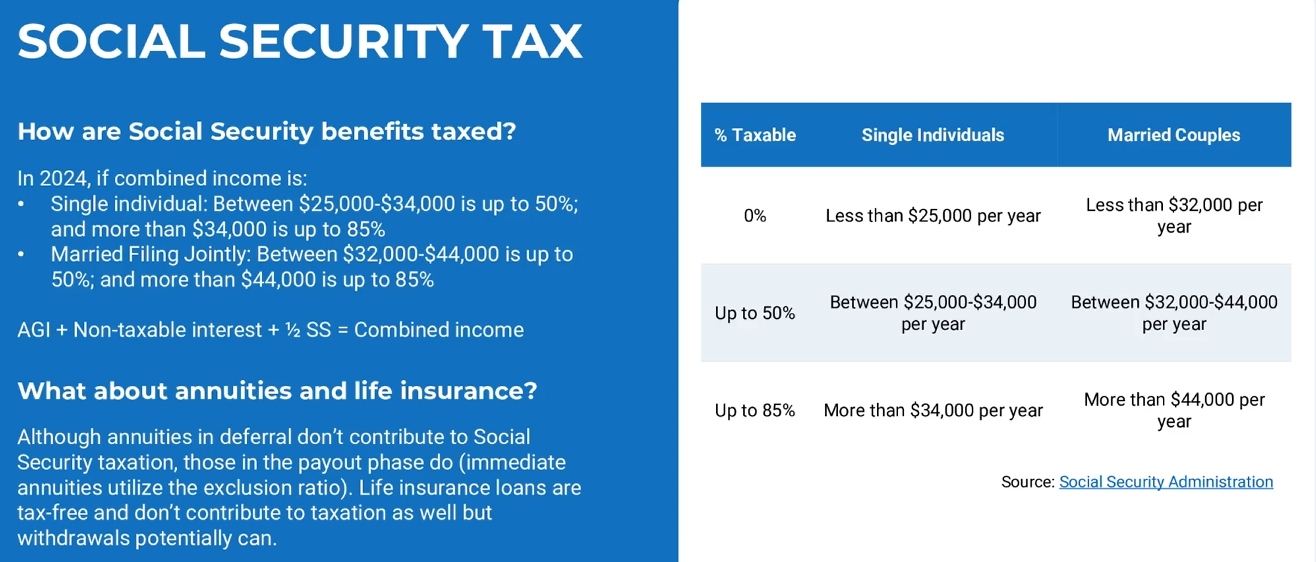 SOCIAL SECURITY TAX
How are Social Security benefits taxed?
In 2024, if combined income is:
• Single individual: Between $25,000-$34,000 is up to 50%;
and more than $34,000 is up to 85%
• Married Filing Jointly: Between $32,000-$44,000 is up to
50%; and more than $44,000 is up to 85%
AGI + Non-taxable interest + ½ SS = Combined income
What about annuities and life insurance?
Although annuities in deferral don’t contribute to Social
Security taxation, those in the payout phase do (immediate
annuities utilize the exclusion ratio). Life insurance loans are
tax-free and don’t contribute to taxation as well but
withdrawals potentially can.
% Taxable Single Individuals Married Couples
0% Less than $25,000 per year Less than $32,000 per
year
Up to 50% Between $25,000-$34,000
per year Between $32,000-$44,000
per year
Up to 85% More than $34,000 per year More than $44,000 per
year
Source: Social Security Administration